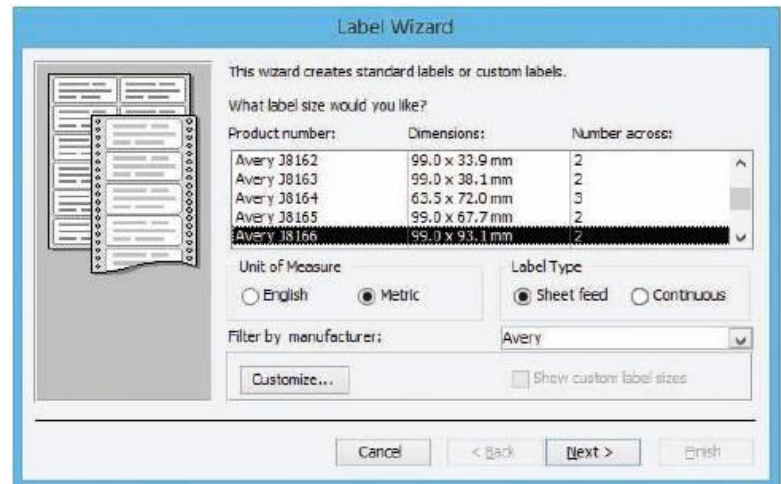 Label Wizard
This wizard creates standard labels or custom labels.
What label size would you like?
Product number: Dimensions: Number across:
Avery J8162 99.0 x 33.9 mm 2
Avery J8163 99.0 x 38.1 mm 2
Avery J8164 63.5 x 72.0 mm 3
Avery J8165 99.0 x 67.7 mm 2
Avery J8166 99.0 x 93.1 mm 2
Unit of Measure Label Type
English Metric Sheet feed Continuous
Filter by manufacturer: Avery
Customize... Show custom label sizes
Cancel < Back Next > Finish